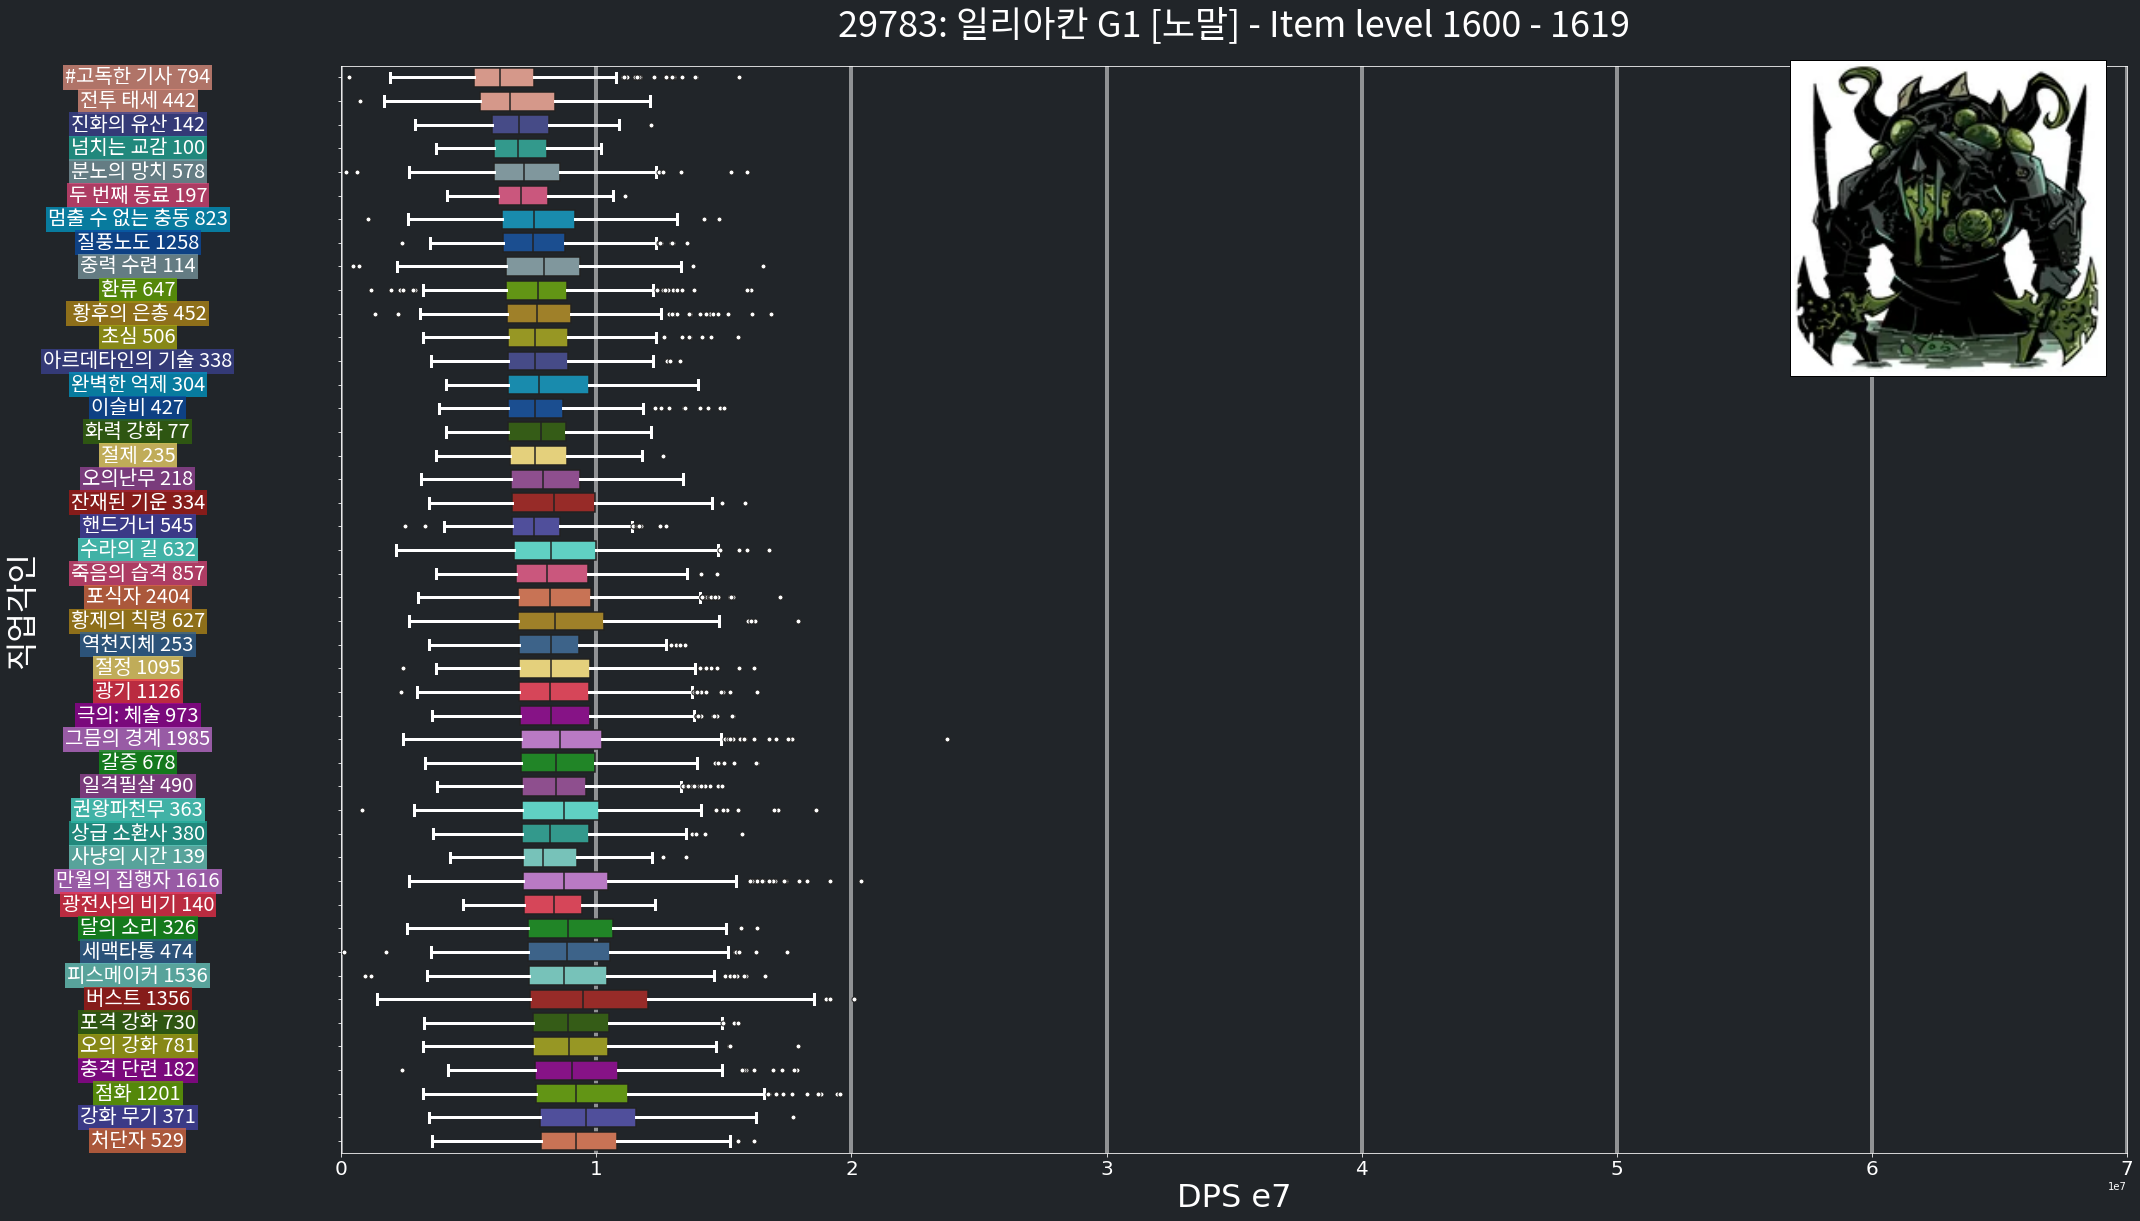 29783: 일리아칸 G1 [노말] - Item level 1600 - 1619
#고독한 기사 794
전투 태세 442
진화의 유산 142
넘치는 교감 100
분노의 망치 578
두 번째 동료 197
멈출 수 없는 충동 823
질풍노도 1258
중력 수련 114
환류 647
황후의 은총 452
초심 506
아르데타인의 기술 338
완벽한 억제 304
이슬비 427
화력 강화 77
절제 235
오의난무 218
잔재된 기운 334
핸드거너 545
수라의 길 632
죽음의 습격 857
포식자 2404
황제의 칙령 627
역천지체 253
절정 1095
광기 1126
극의: 체술 973
그믐의 경계 1985
갈증 678
일격필살 490
권왕파천무 363
상급 소환사 380
사냥의 시간 139
만월의 집행자 1616
광전사의 비기 140
달의 소리 326
세맥타통 474
피스메이커 1536
버스트 1356
포격 강화 730
오의 강화 781
충격 단련 182
점화 1201
강화 무기 371
처단자 529
직업각인
0 1 2 3 4 5 6 7
1e7
DPS e7